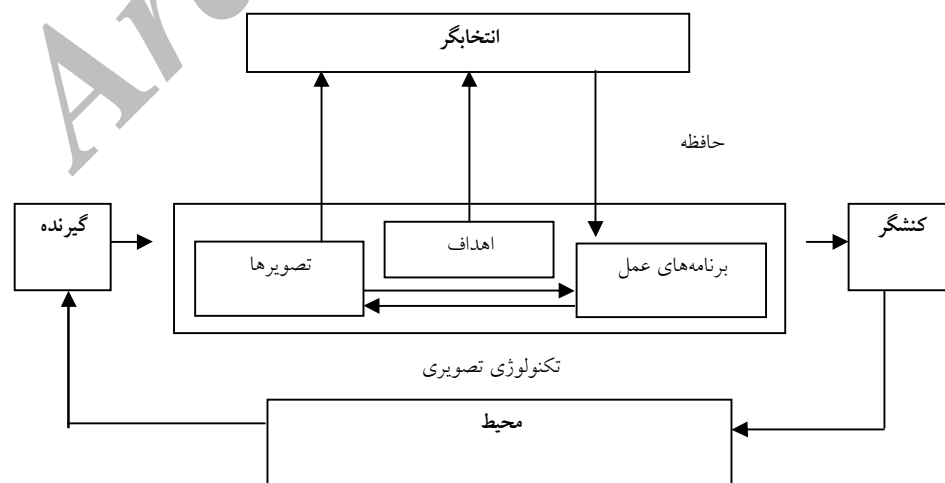 انتخابگر
حافظه
کنشگر
برنامه‌های عمل
اهداف
تصویرها
گیرنده
تکنولوژی تصویری
محیط